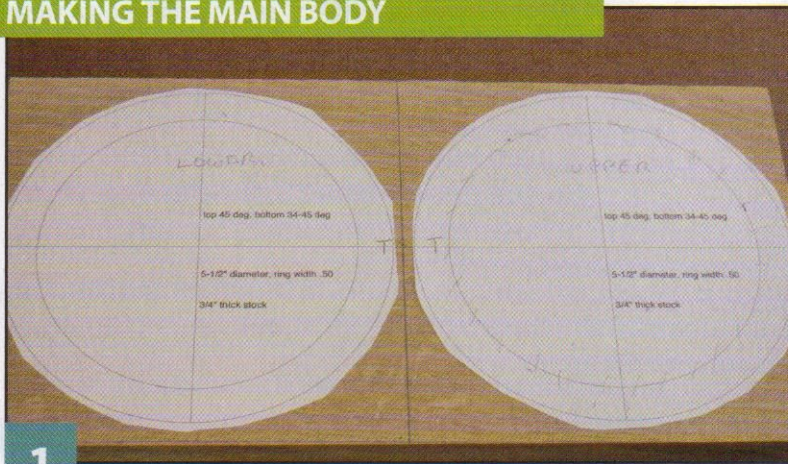 MAKING THE MAIN BODY
LOWER
top 45 deg, bottom 34-45 deg
T
5-1/2" diameter, ring width .50
3/4" thick stock
UPPER
top 45 deg, bottom 34-45 deg
T
5-1/2" diameter, ring width .50
3/4" thick stock
1